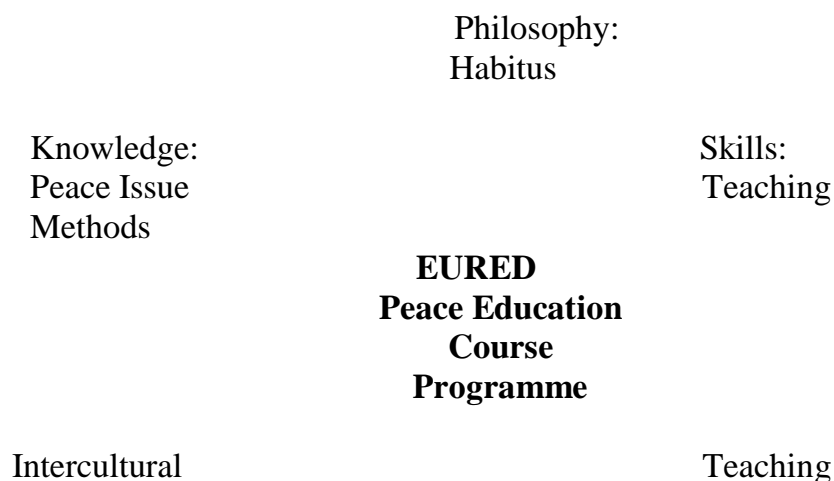 Philosophy:
Habitus
Knowledge: Skills:
Peace Issue Teaching
Methods
EURED
Peace Education
Course
Programme
Intercultural Teaching